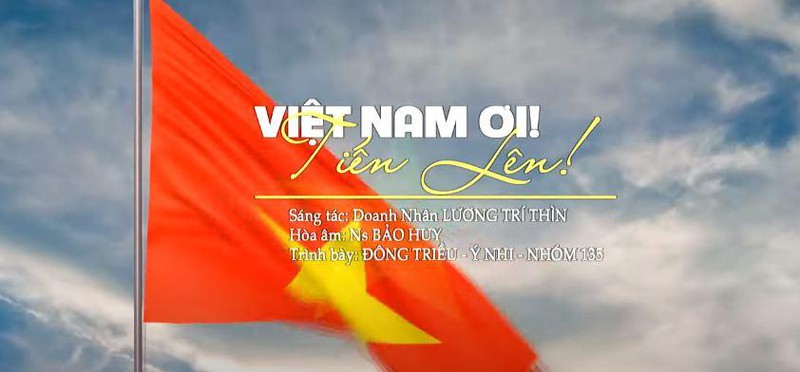 VIỆT NAM ƠI!
Tiến Lên!
Sáng tác: Doanh Nhân LƯƠNG TRÍ THÌN
Hòa âm: Ns BẢO HUY
Trình bày: ĐÔNG TRIỀU - Ý NHI - NHÓM 135